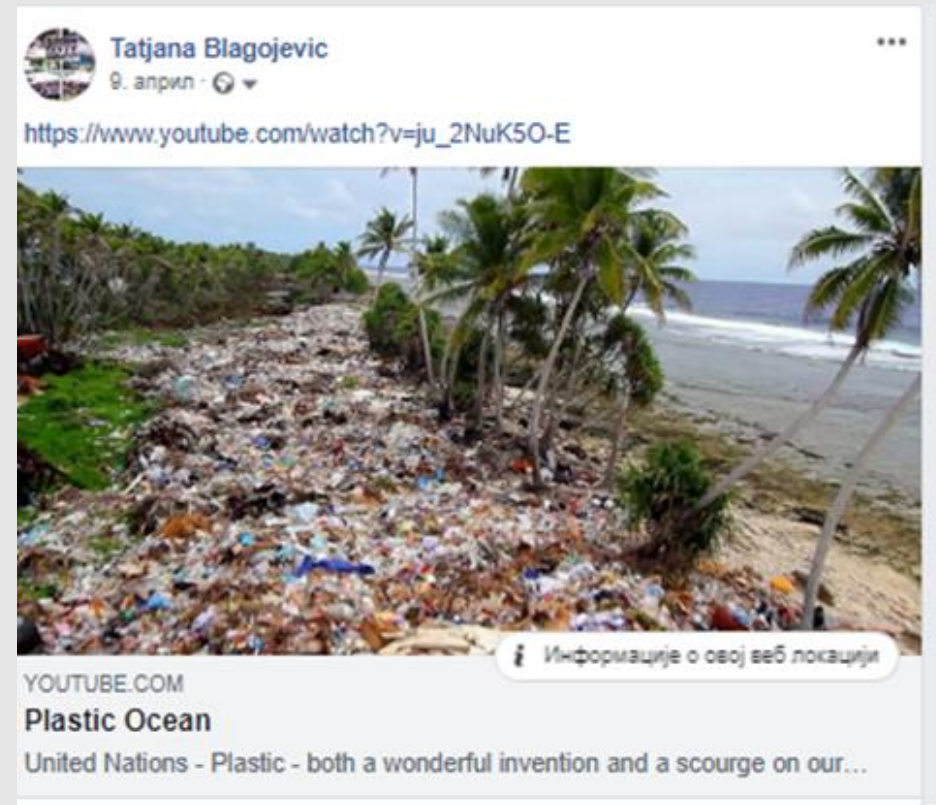 Tatjana Blagojevic
9. април ·
https://www.youtube.com/watch?v=ju_2NuK5O-E
i Информације о овој веб локацији
YOUTUBE.COM
Plastic Ocean
United Nations - Plastic - both a wonderful invention and a scourge on our...